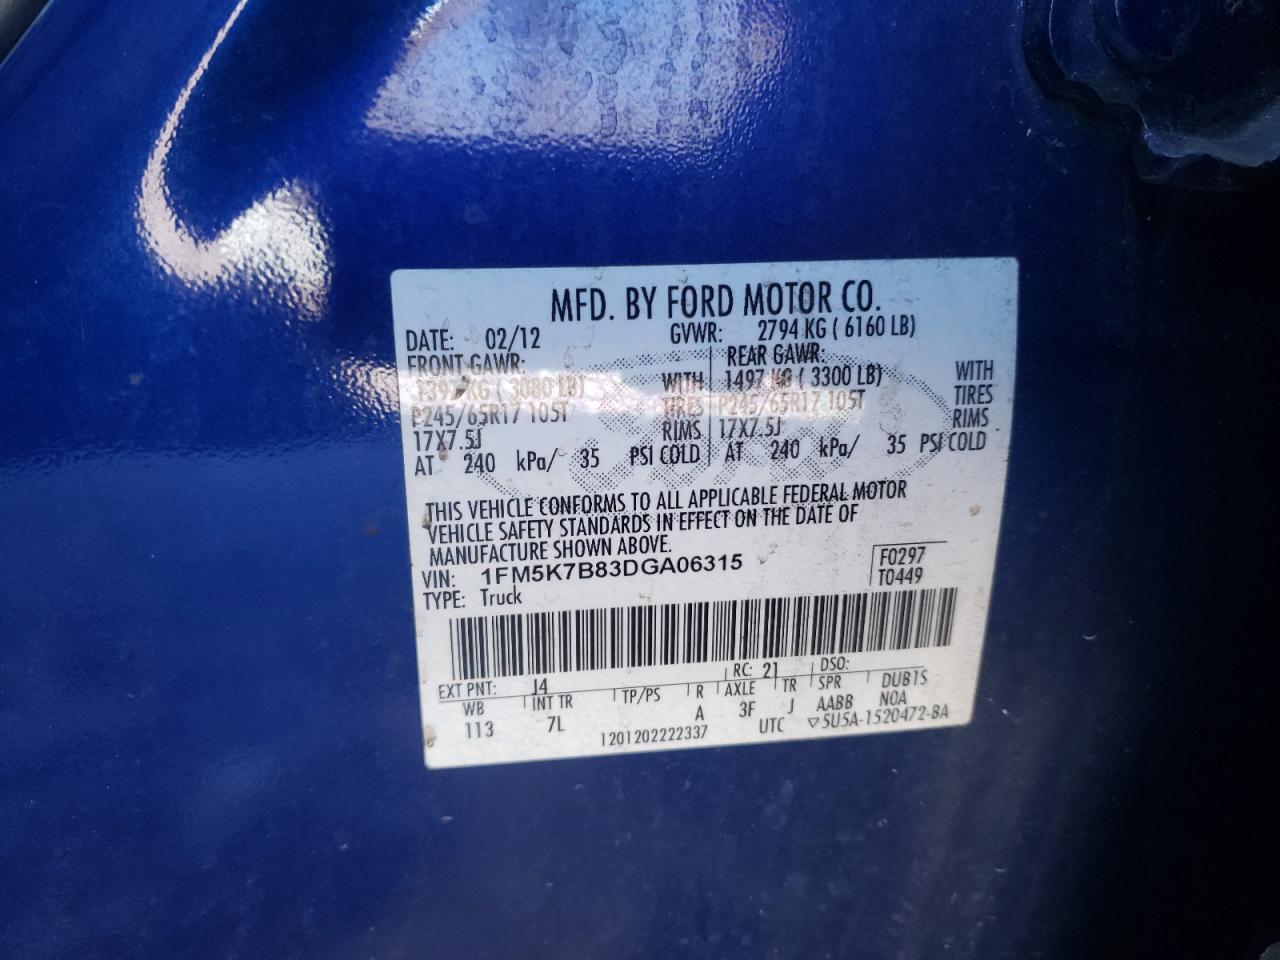 MFD. BY FORD MOTOR CO.
DATE: 02/12 GVWR: 2794 KG ( 6160 LB)
FRONT GAWR: REAR GAWR:
KG ( 3080 LB) WITH 1497 KG ( 3300 LB) WITH
P245/65R17 105T TIRES P245/65R17 105T TIRES
17X7.5J RIMS 17X7.5J RIMS
AT 240 kPa/ 35 PSI COLD AT 240 kPa/ 35 PSI COLD
THIS VEHICLE CONFORMS TO ALL APPLICABLE FEDERAL MOTOR
VEHICLE SAFETY STANDARDS IN EFFECT ON THE DATE OF
MANUFACTURE SHOWN ABOVE.
VIN: 1FM5K7B83DGA06315 F0297
TYPE: Truck T0449
EXT PNT: J4 RC: 21 DSO:
WB INT TR TP/PS R AXLE TR SPR DUB1S
113 7L A 3F J AABB NOA
1201202222337 UTC ▽5U5A-1520472-BA